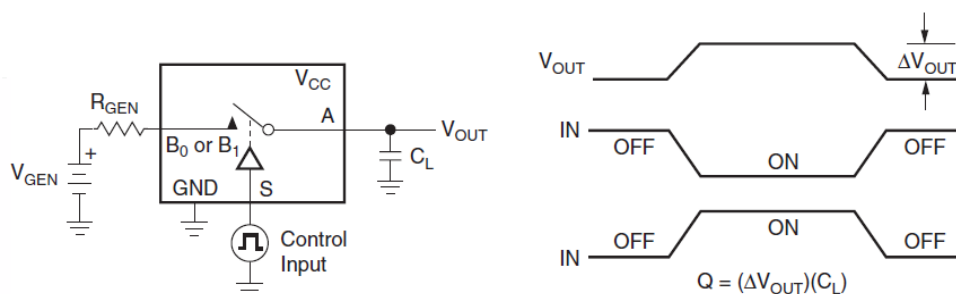 V_CC
R_GEN
A
V_OUT
B_0 or B_1
C_L
V_GEN
+
GND
S
Control
Input
V_OUT
ΔV_OUT
IN
OFF
ON
OFF
IN
OFF
ON
OFF
Q = (ΔV_OUT)(C_L)